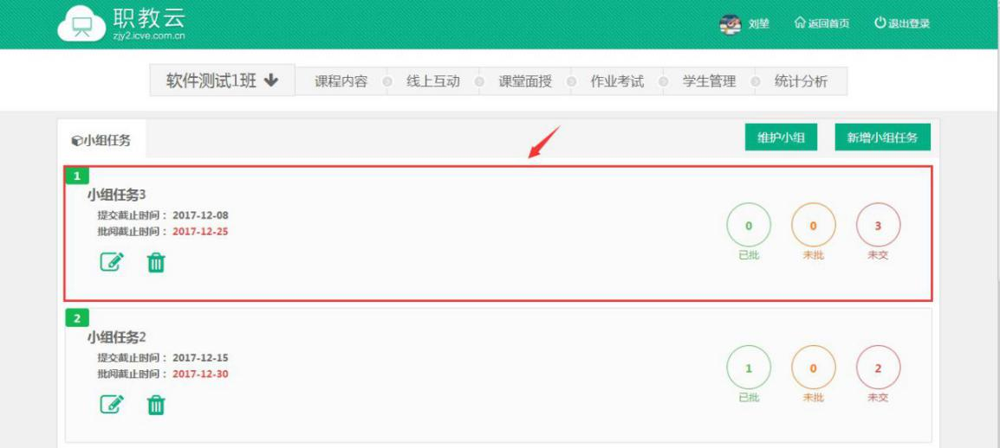 职教云
zjy2.icve.com.cn
刘堃 返回首页 退出登录
软件测试1班 课程内容 线上互动 课堂面授 作业考试 学生管理 统计分析
小组任务 维护小组 新增小组任务
1
小组任务3
提交截止时间： 2017-12-08
批阅截止时间： 2017-12-25
0 0 3
已批 未批 未交
2
小组任务2
提交截止时间： 2017-12-15
批阅截止时间： 2017-12-30
1 0 2
已批 未批 未交